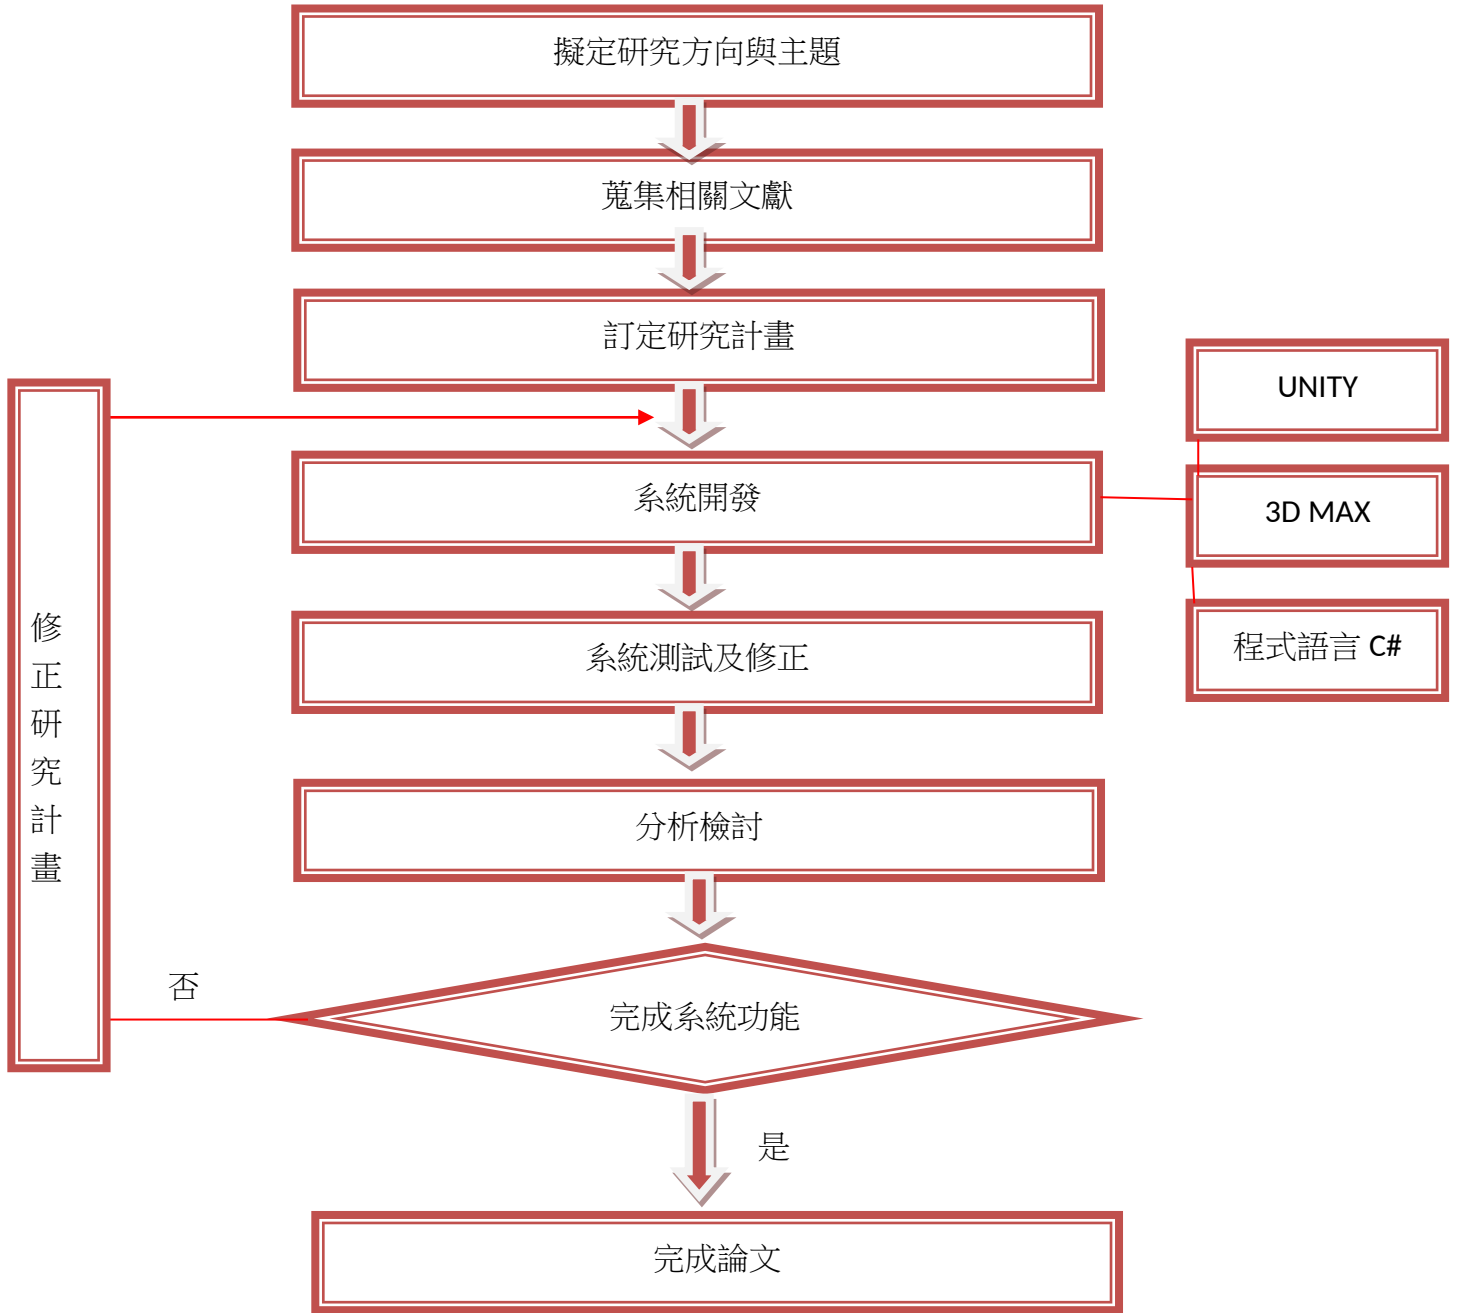 擬定研究方向與主題
蒐集相關文獻
訂定研究計畫
UNITY
系統開發
3D MAX
程式語言 C#
系統測試及修正
修
正
研
究
計
畫
分析檢討
否
完成系統功能
是
完成論文